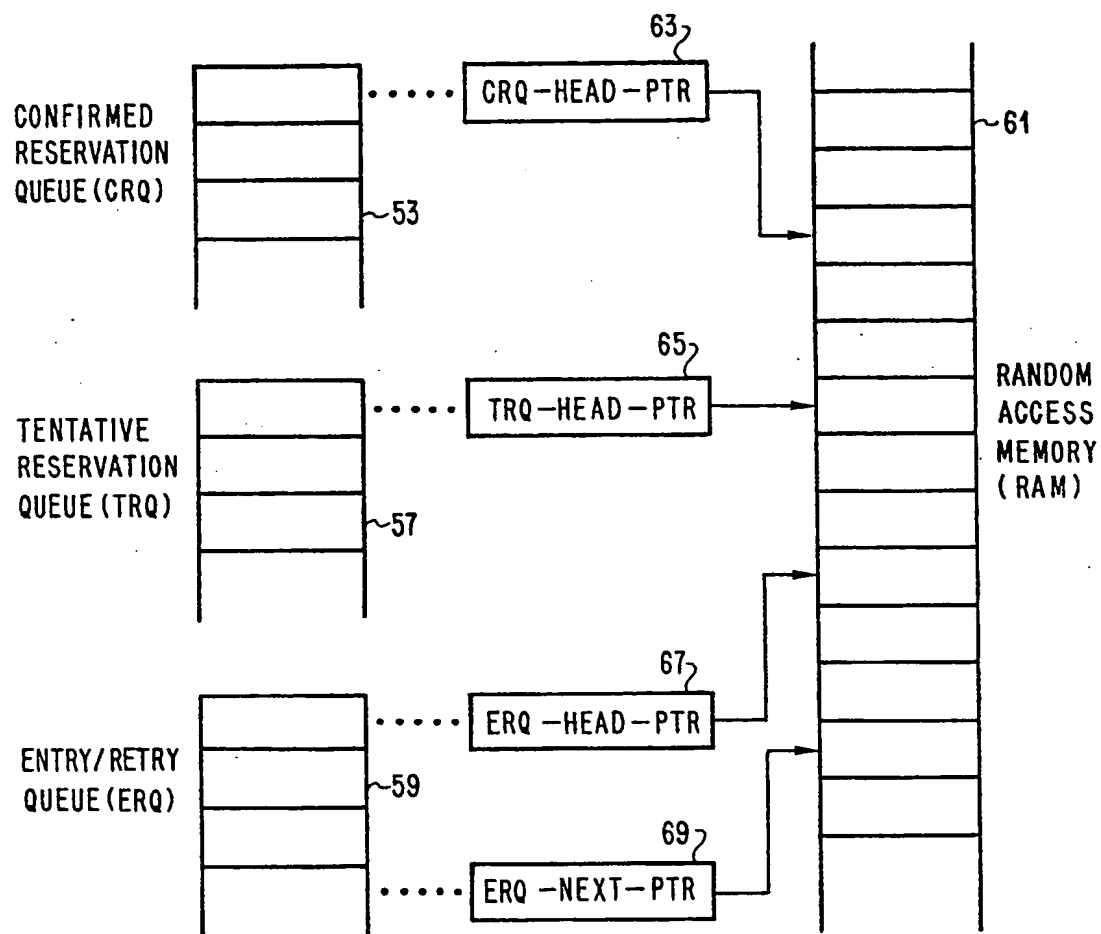 63
CRQ-HEAD-PTR
61
CONFIRMED
RESERVATION
QUEUE(CRQ)
53
65
TRQ-HEAD-PTR
RANDOM
ACCESS
MEMORY
(RAM)
TENTATIVE
RESERVATION
QUEUE(TRQ)
57
67
ERQ-HEAD-PTR
ENTRY/RETRY
QUEUE(ERQ)
59
69
ERQ-NEXT-PTR